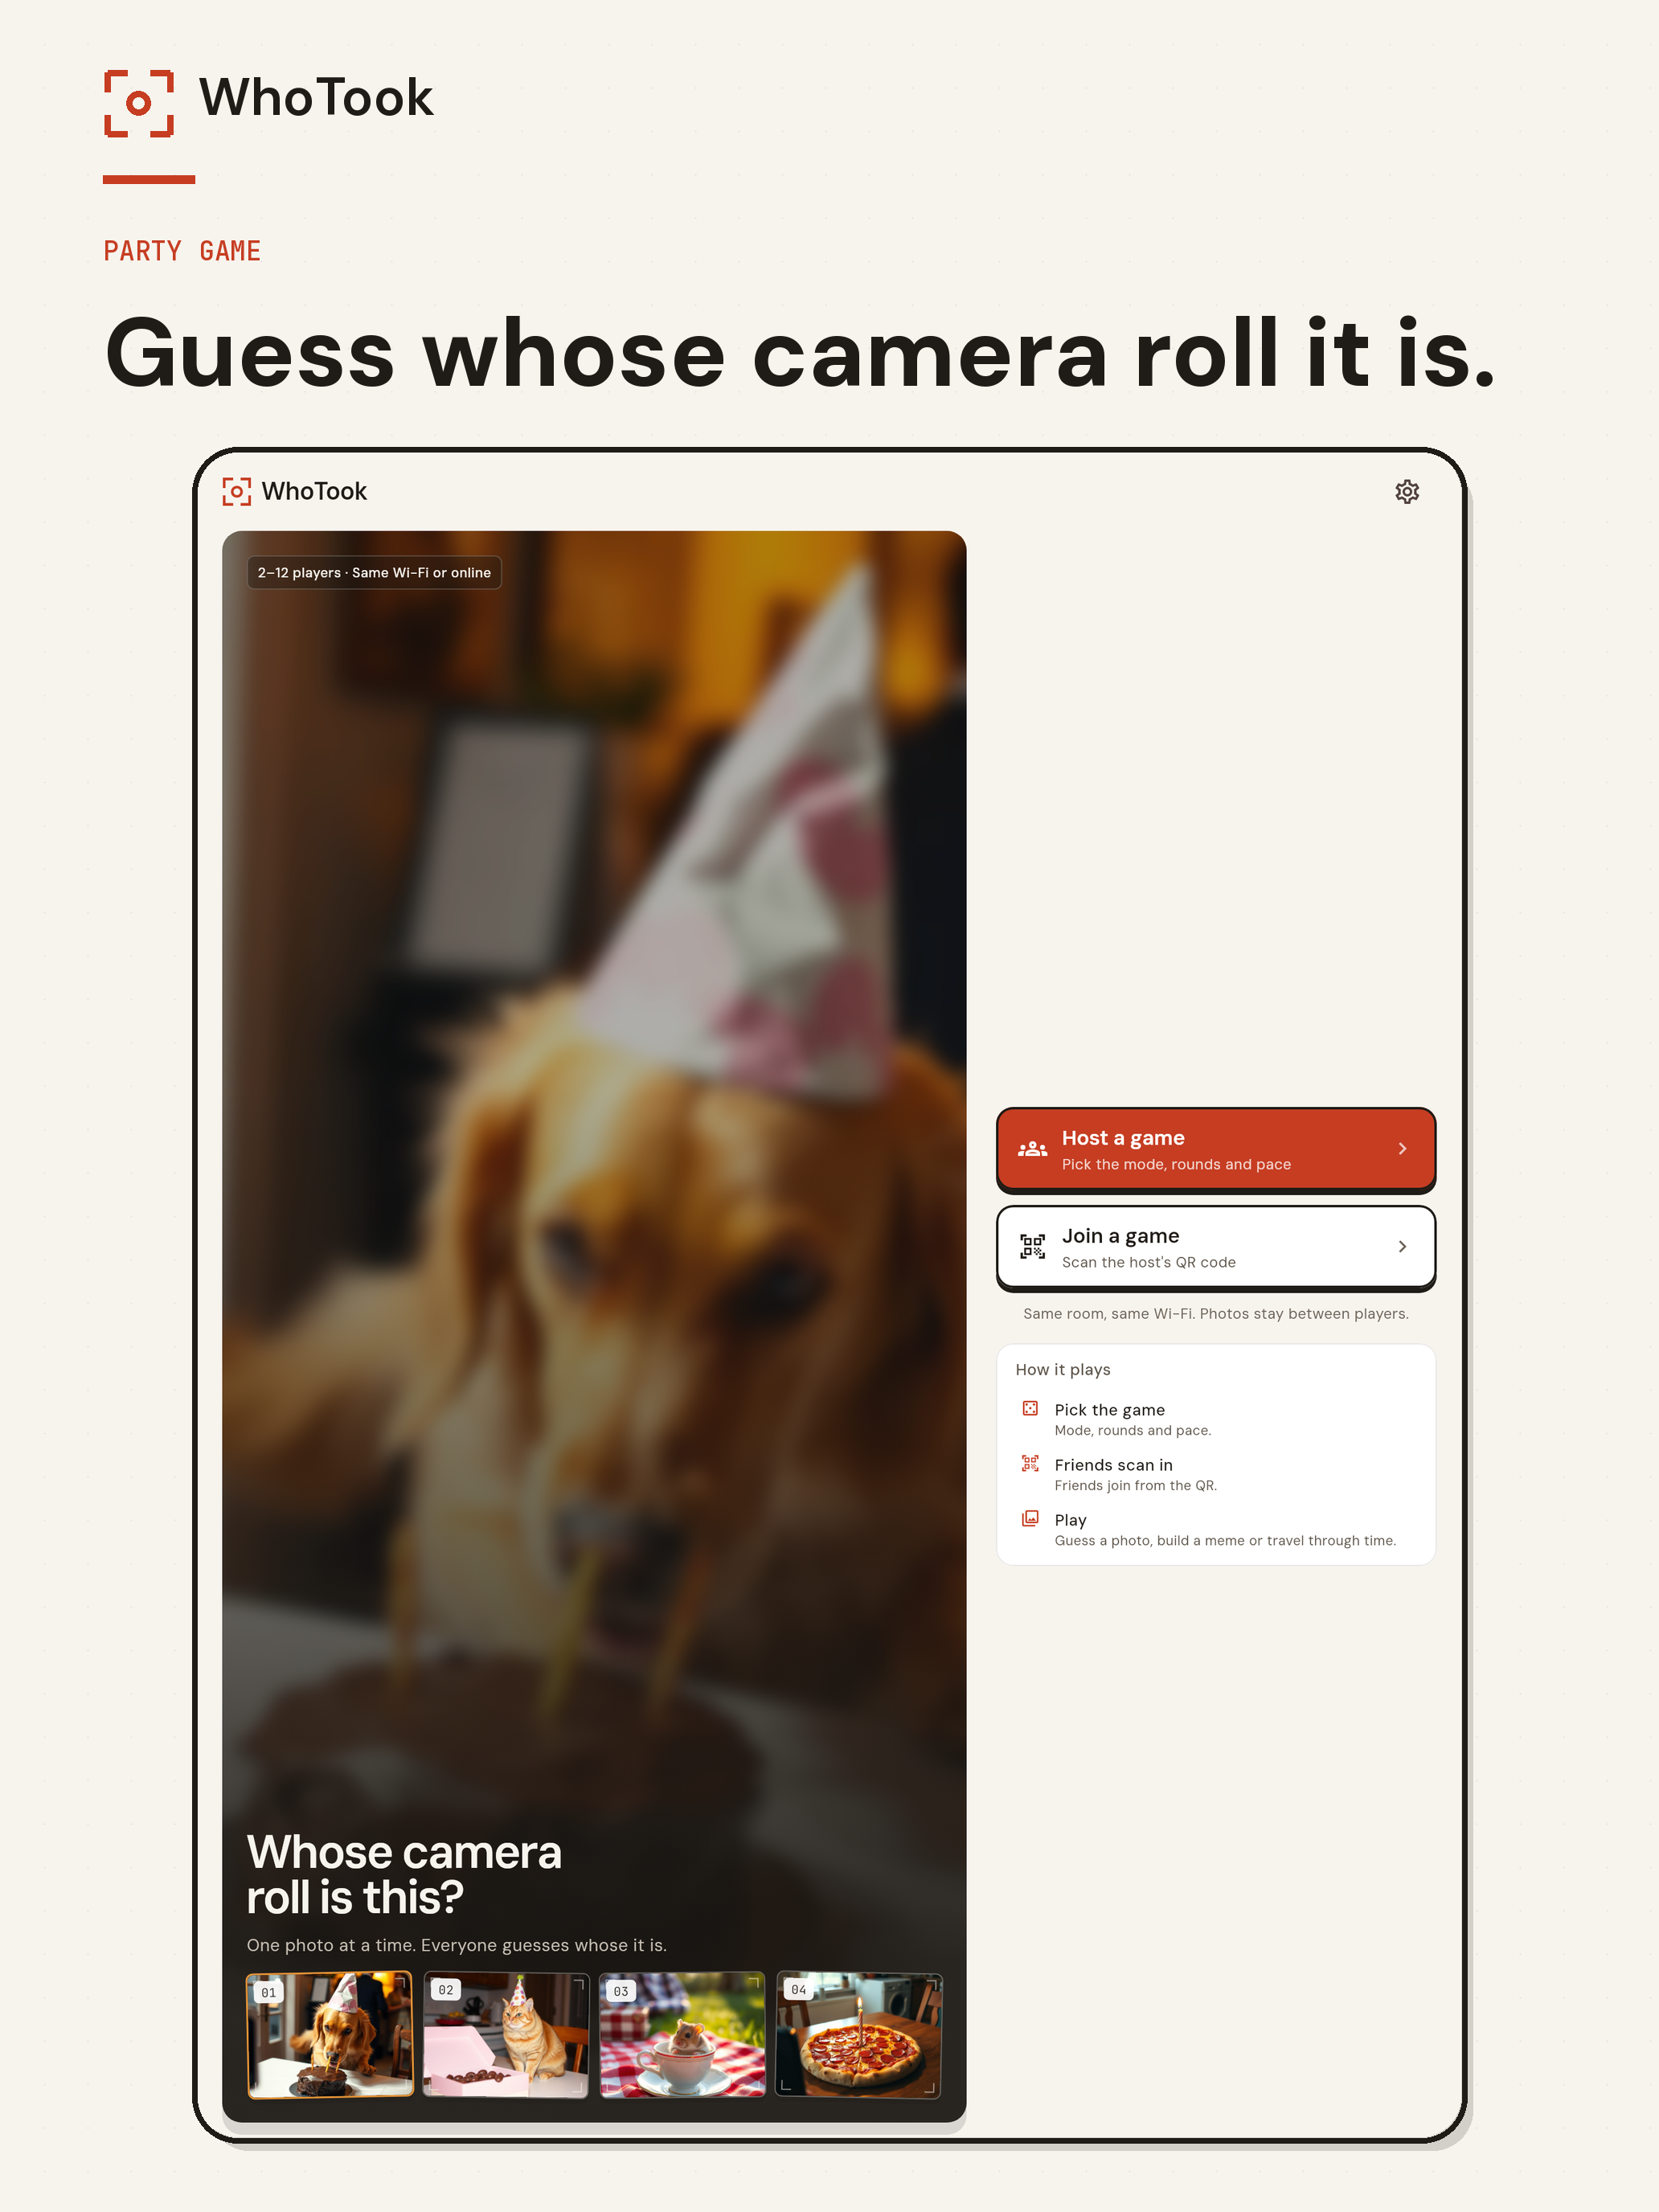 WhoTook
PARTY GAME
Guess whose camera roll it is.
WhoTook
2–12 players · Same Wi-Fi or online
Whose camera
roll is this?
One photo at a time. Everyone guesses whose it is.
01
02
03
04
Host a game
Pick the mode, rounds and pace
Join a game
Scan the host's QR code
Same room, same Wi-Fi. Photos stay between players.
How it plays
Pick the game
Mode, rounds and pace.
Friends scan in
Friends join from the QR.
Play
Guess a photo, build a meme or travel through time.